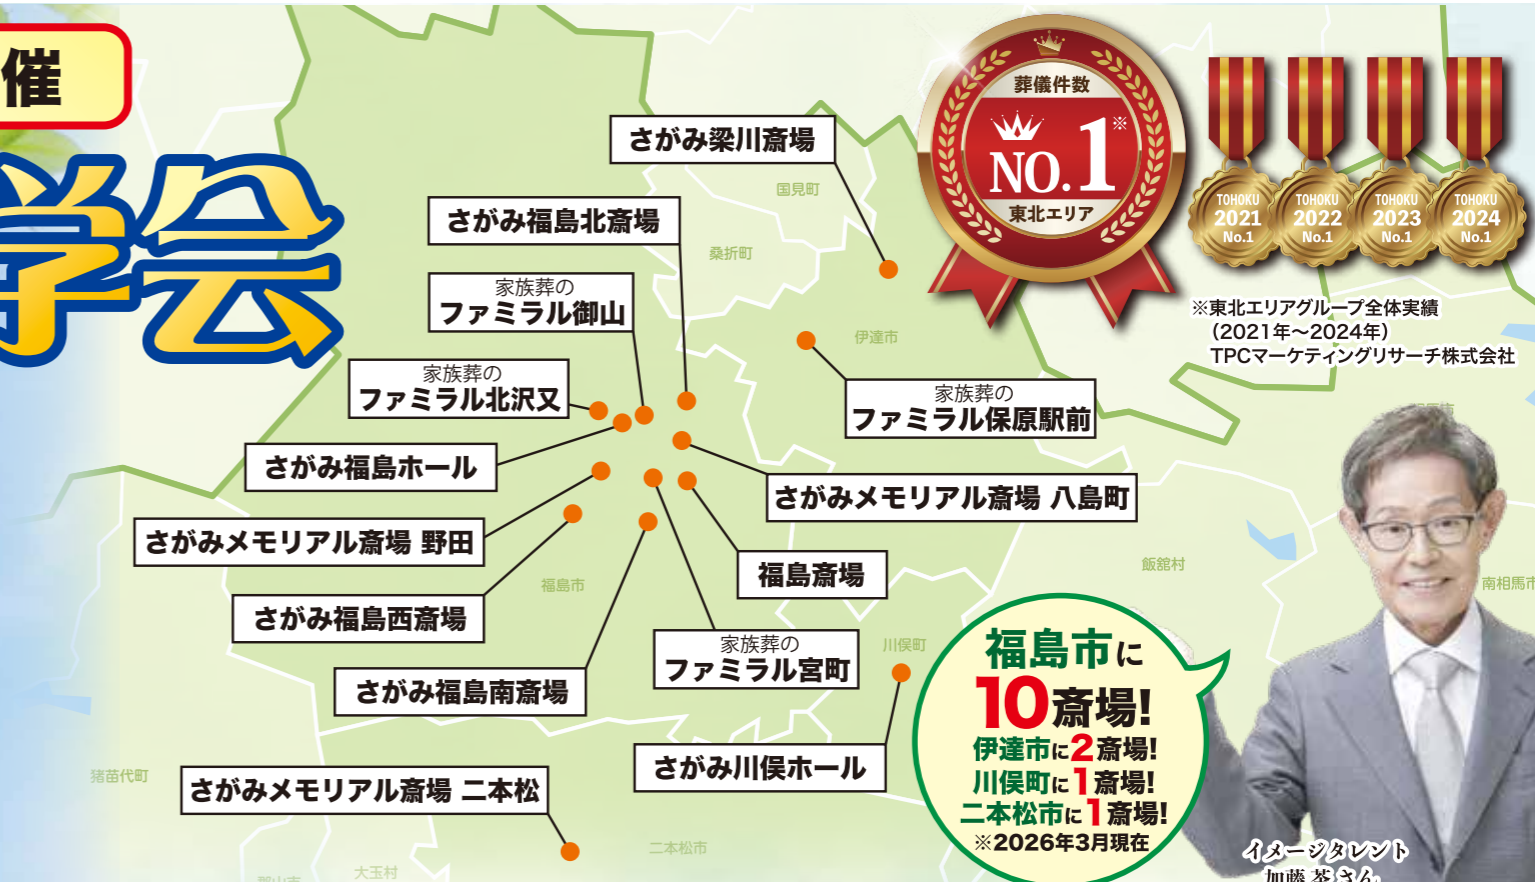 催
学会
さがみ梁川斎場
さがみ福島北斎場
家族葬の
ファミラル御山
家族葬の
ファミラル北沢又
さがみ福島ホール
さがみメモリアル斎場 野田
さがみ福島西斎場
さがみ福島南斎場
さがみメモリアル斎場 二本松
家族葬の
ファミラル保原駅前
さがみメモリアル斎場 八島町
福島斎場
家族葬の
ファミラル宮町
さがみ川俣ホール
国見町
桑折町
伊達市
福島市
川俣町
飯舘村
南相馬市
猪苗代町
二本松市
大玉村
葬儀件数
NO.1※
東北エリア
TOHOKU
2021
No.1
TOHOKU
2022
No.1
TOHOKU
2023
No.1
TOHOKU
2024
No.1
※東北エリアグループ全体実績
（2021年〜2024年）
TPCマーケティングリサーチ株式会社
福島市に
10斎場!
伊達市に2斎場!
川俣町に1斎場!
二本松市に1斎場!
※2026年3月現在
イメージタレント
加藤 茶 さん